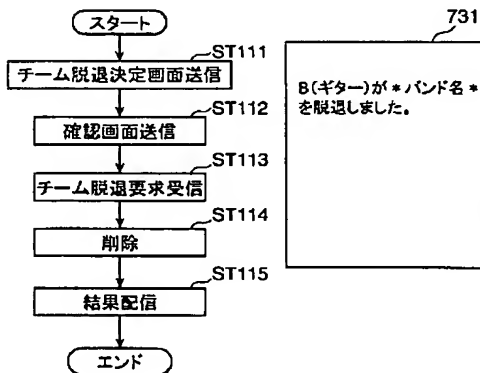 スタート
ST111
チーム脱退決定画面送信
ST112
確認画面送信
ST113
チーム脱退要求受信
ST114
削除
ST115
結果配信
エンド
731
B(ギター)が*バンド名*
を脱退しました。